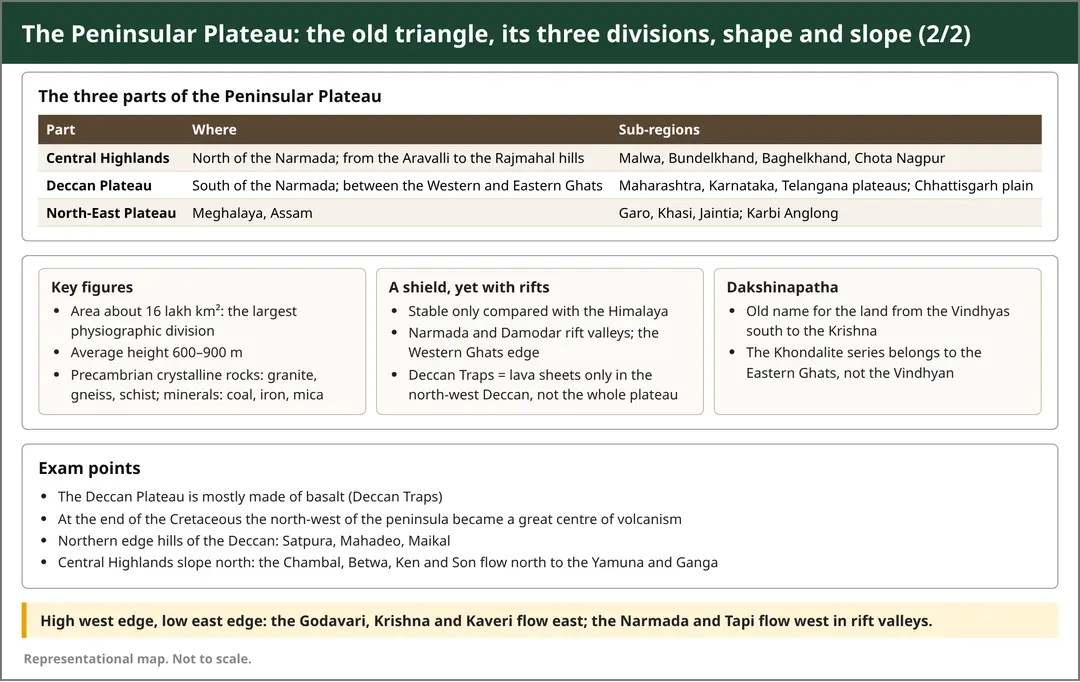 The Peninsular Plateau: the old triangle, its three divisions, shape and slope (2/2)
The three parts of the Peninsular Plateau
Part Where Sub-regions
Central Highlands North of the Narmada; from the Aravalli to the Rajmahal hills Malwa, Bundelkhand, Baghelkhand, Chota Nagpur
Deccan Plateau South of the Narmada; between the Western and Eastern Ghats Maharashtra, Karnataka, Telangana plateaus; Chhattisgarh plain
North-East Plateau Meghalaya, Assam Garo, Khasi, Jaintia; Karbi Anglong
Key figures
• Area about 16 lakh km²: the largest
physiographic division
• Average height 600–900 m
• Precambrian crystalline rocks: granite,
gneiss, schist; minerals: coal, iron, mica
A shield, yet with rifts
• Stable only compared with the Himalaya
• Narmada and Damodar rift valleys; the
Western Ghats edge
• Deccan Traps = lava sheets only in the
north-west Deccan, not the whole plateau
Dakshinapatha
• Old name for the land from the Vindhyas
south to the Krishna
• The Khondalite series belongs to the
Eastern Ghats, not the Vindhyan
Exam points
• The Deccan Plateau is mostly made of basalt (Deccan Traps)
• At the end of the Cretaceous the north-west of the peninsula became a great centre of volcanism
• Northern edge hills of the Deccan: Satpura, Mahadeo, Maikal
• Central Highlands slope north: the Chambal, Betwa, Ken and Son flow north to the Yamuna and Ganga
High west edge, low east edge: the Godavari, Krishna and Kaveri flow east; the Narmada and Tapi flow west in rift valleys.
Representational map. Not to scale.